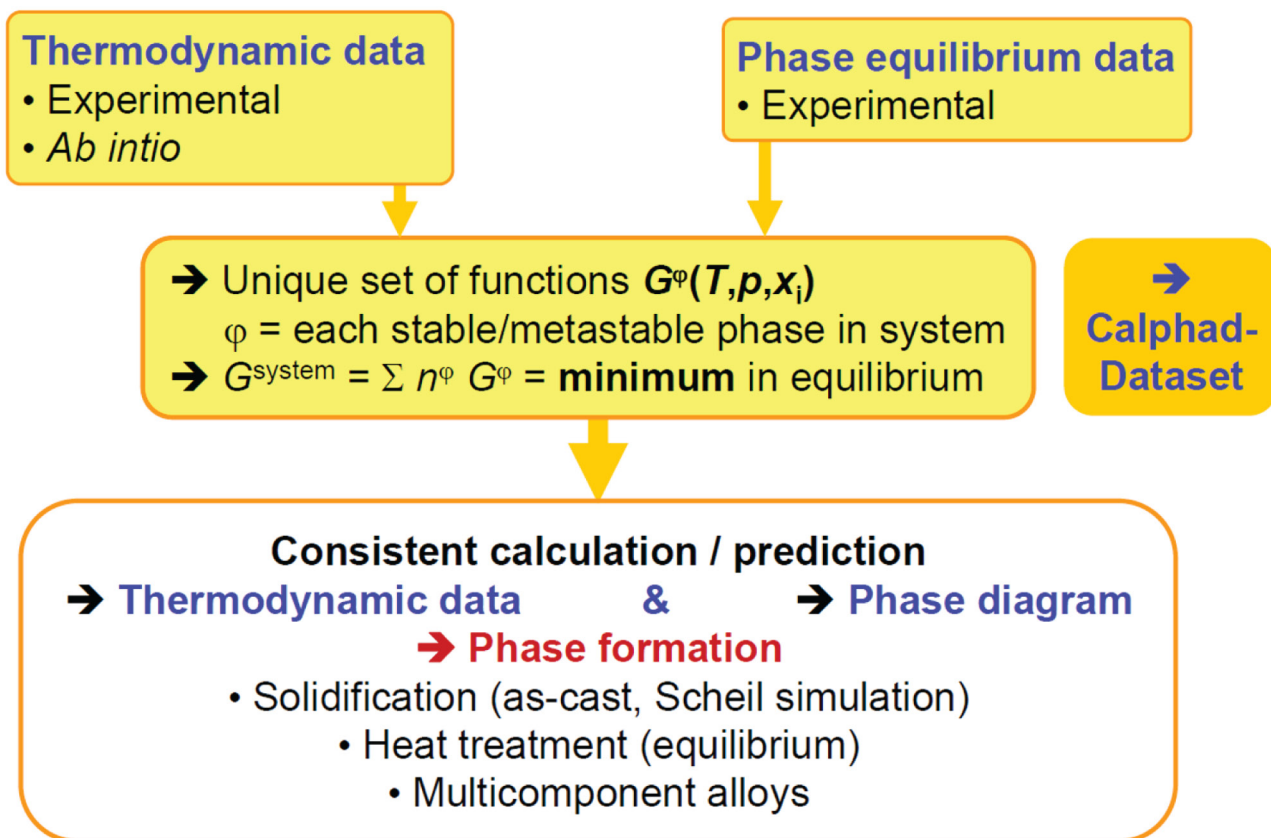 Thermodynamic data
• Experimental
• Ab intio
Phase equilibrium data
• Experimental
➔ Unique set of functions Gᵠ(T,p,xᵢ)
φ = each stable/metastable phase in system
➔ Gˢʸˢᵗᵉᵐ = Σ nᵠ Gᵠ = minimum in equilibrium
➔
Calphad-
Dataset
Consistent calculation / prediction
➔ Thermodynamic data & ➔ Phase diagram
➔ Phase formation
• Solidification (as-cast, Scheil simulation)
• Heat treatment (equilibrium)
• Multicomponent alloys